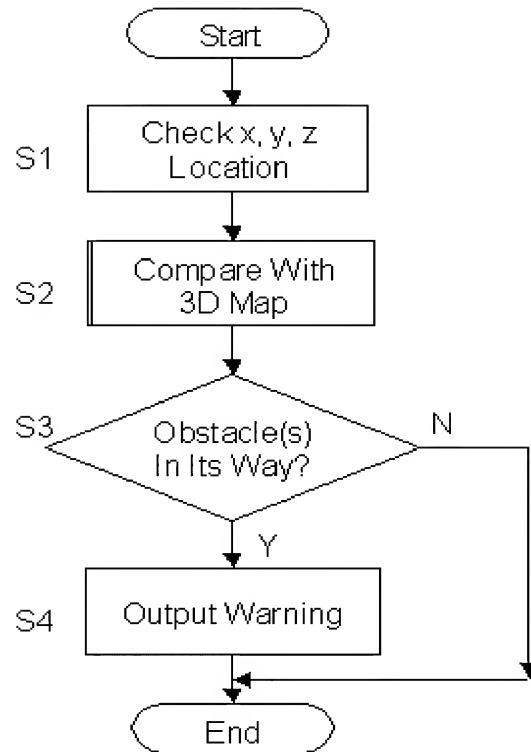 Start
S1
Check x, y, z
Location
S2
Compare With
3D Map
S3
Obstacle(s)
In Its Way?
N
Y
S4
Output Warning
End